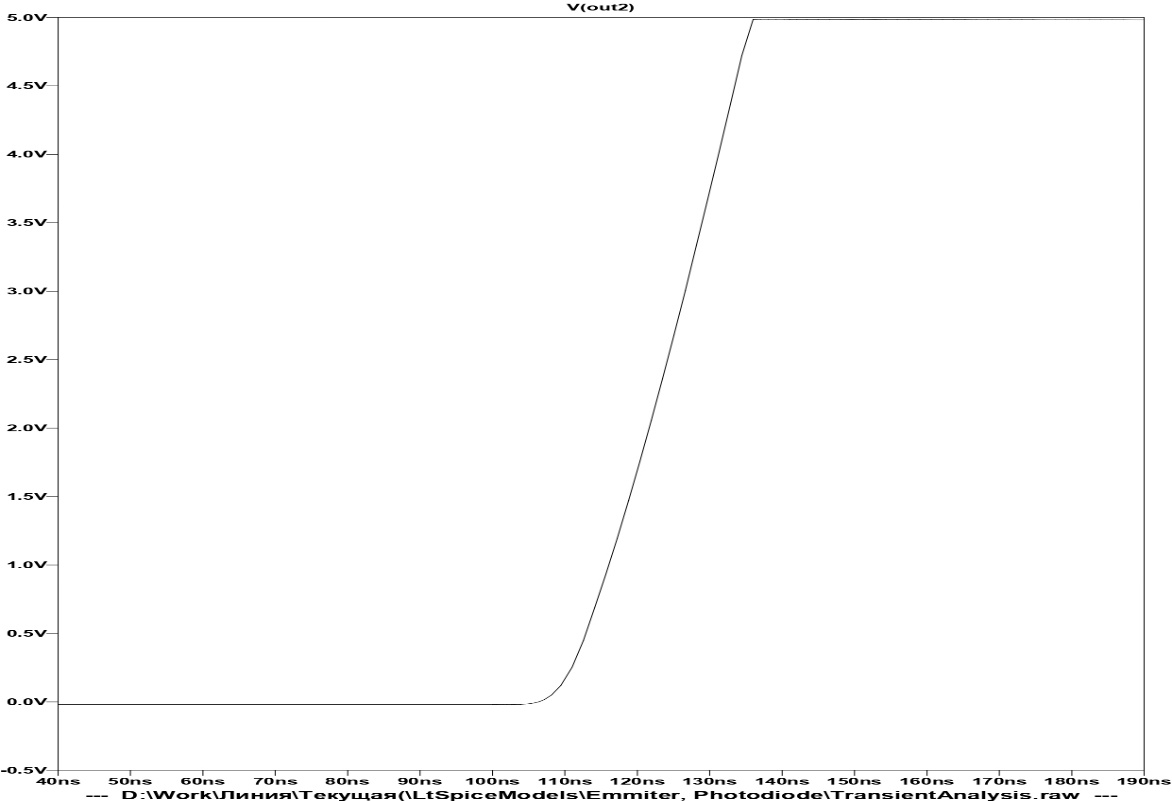 V(out2)
5.0V
4.5V
4.0V
3.5V
3.0V
2.5V
2.0V
1.5V
1.0V
0.5V
0.0V
-0.5V
40ns 50ns 60ns 70ns 80ns 90ns 100ns 110ns 120ns 130ns 140ns 150ns 160ns 170ns 180ns 190ns
--- D:\Work\Линия\Текущая(\LtSpiceModels\Emmiter, Photodiode\TransientAnalysis.raw ---